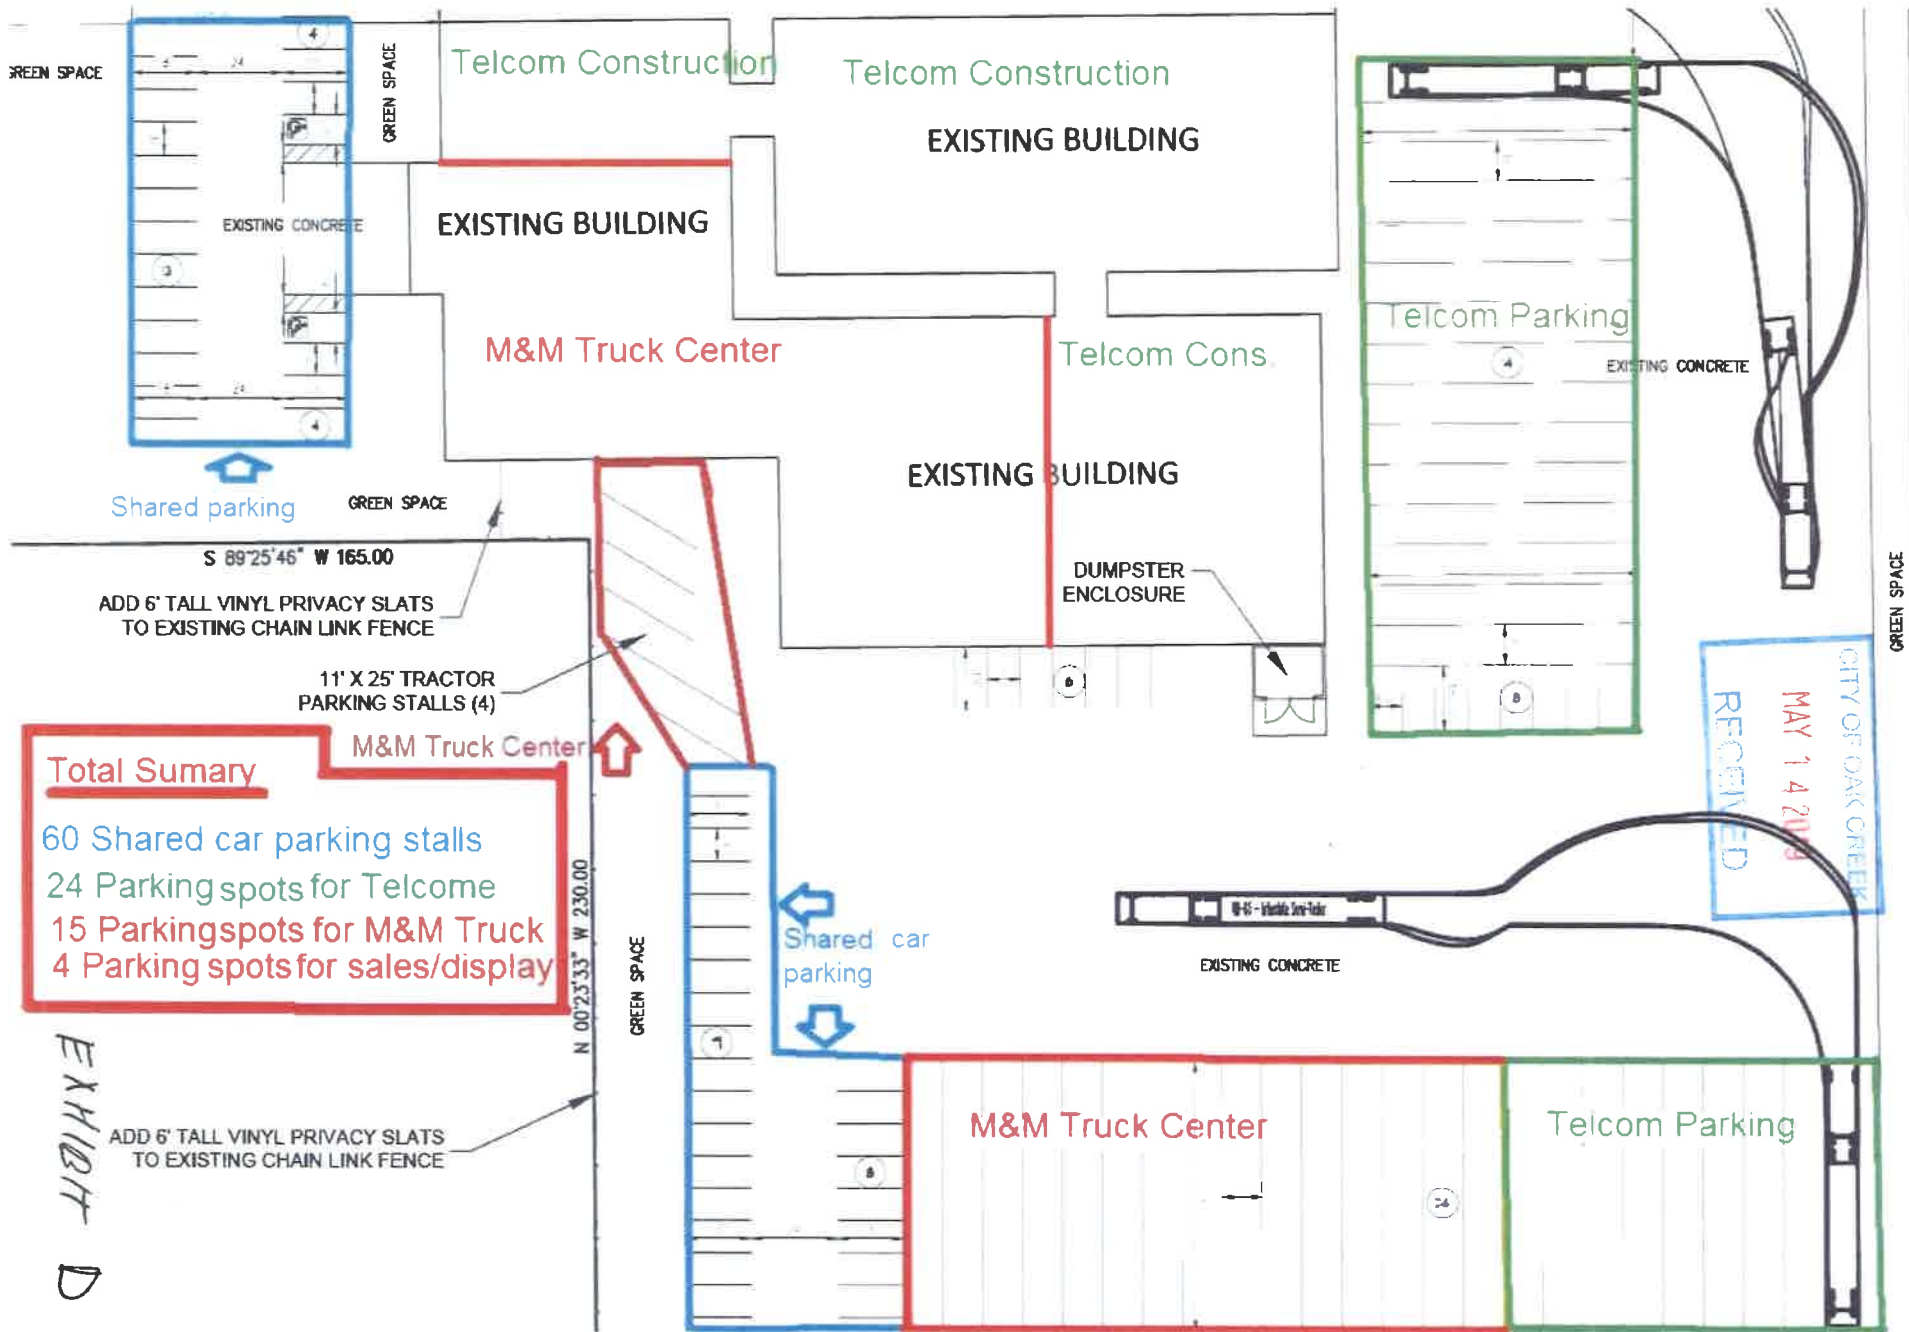 GREEN SPACE
4
Telcom Construction
Telcom Construction
EXISTING BUILDING
EXISTING CONCRETE
EXISTING BUILDING
M&M Truck Center
Telcom Cons.
Telcom Parking
EXISTING CONCRETE
4
Shared parking
GREEN SPACE
EXISTING BUILDING
S 89°25'46" W 165.00
ADD 6' TALL VINYL PRIVACY SLATS
TO EXISTING CHAIN LINK FENCE
DUMPSTER
ENCLOSURE
GREEN SPACE
11' X 25' TRACTOR
PARKING STALLS (4)
M&M Truck Center
Total Sumary
60 Shared car parking stalls
24 Parking spots for Telcome
15 Parkingspots for M&M Truck
4 Parking spots for sales/display
N 00°23'33" W 230.00
GREEN SPACE
GREEN SPACE
Shared car
parking
EXISTING CONCRETE
CITY OF OAK CREEK
MAY 14
RECEIVED
EXHIBIT D
ADD 6' TALL VINYL PRIVACY SLATS
TO EXISTING CHAIN LINK FENCE
M&M Truck Center
Telcom Parking